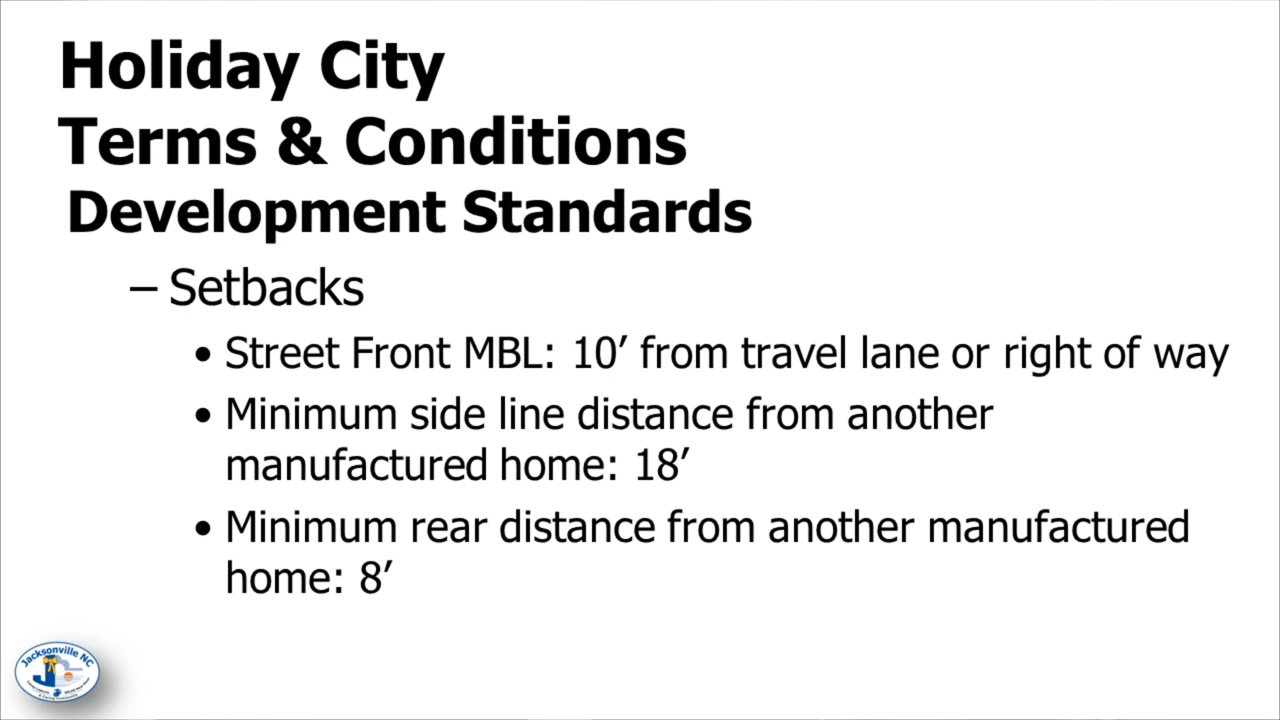 Holiday City
Terms & Conditions
Development Standards
– Setbacks
• Street Front MBL: 10′ from travel lane or right of way
• Minimum side line distance from another
manufactured home: 18′
• Minimum rear distance from another manufactured
home: 8′
Jacksonville NC